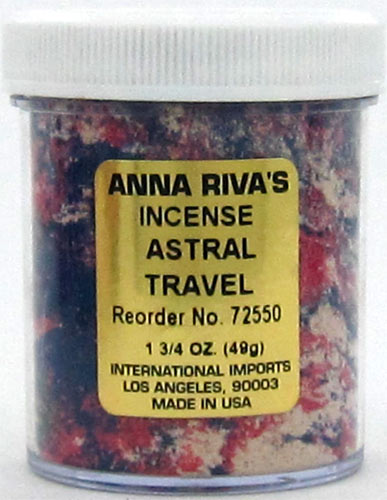 ANNA RIVA'S
INCENSE
ASTRAL
TRAVEL
Reorder No. 72550
1 3/4 OZ. (49g)
INTERNATIONAL IMPORTS
LOS ANGELES, 90003
MADE IN USA